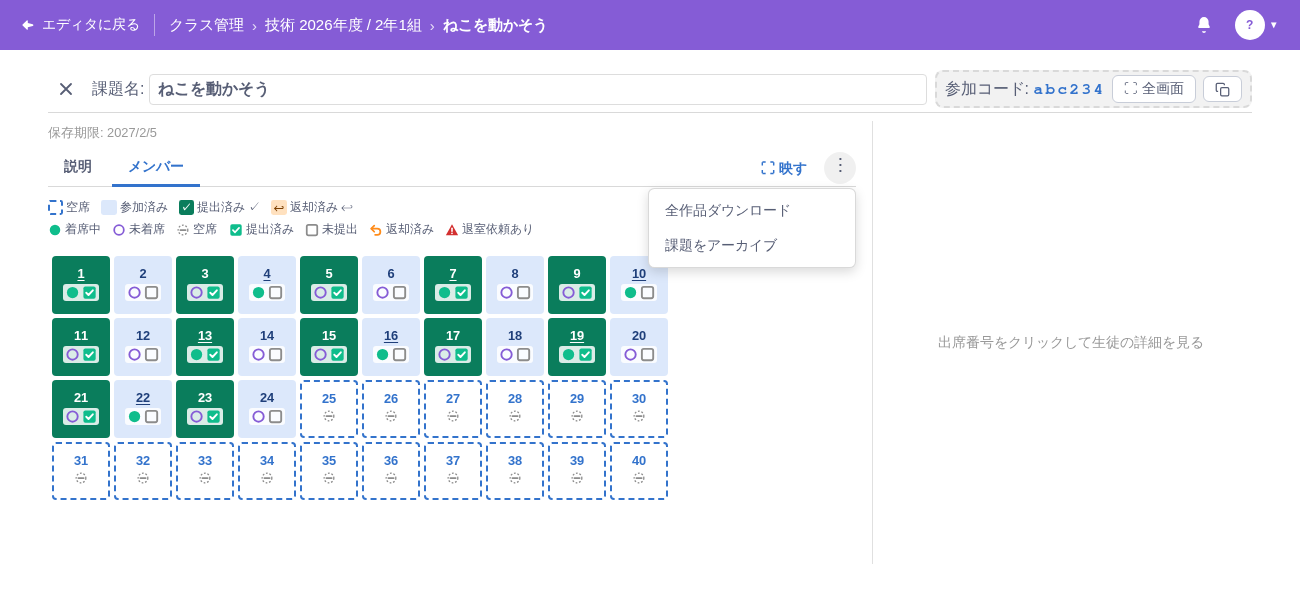 エディタに戻る クラス管理 › 技術 2026年度 / 2年1組 › ねこを動かそう ? ▼
課題名: ねこを動かそう 参加コード: abc234 全画面
保存期限: 2027/2/5
説明 メンバー 映す
全作品ダウンロード
課題をアーカイブ
空席 参加済み 提出済み ✓ 返却済み ↩
着席中 未着席 空席 提出済み 未提出 返却済み 退室依頼あり
1 2 3 4 5 6 7 8 9 10
11 12 13 14 15 16 17 18 19 20
21 22 23 24 25 26 27 28 29 30
31 32 33 34 35 36 37 38 39 40
出席番号をクリックして生徒の詳細を見る